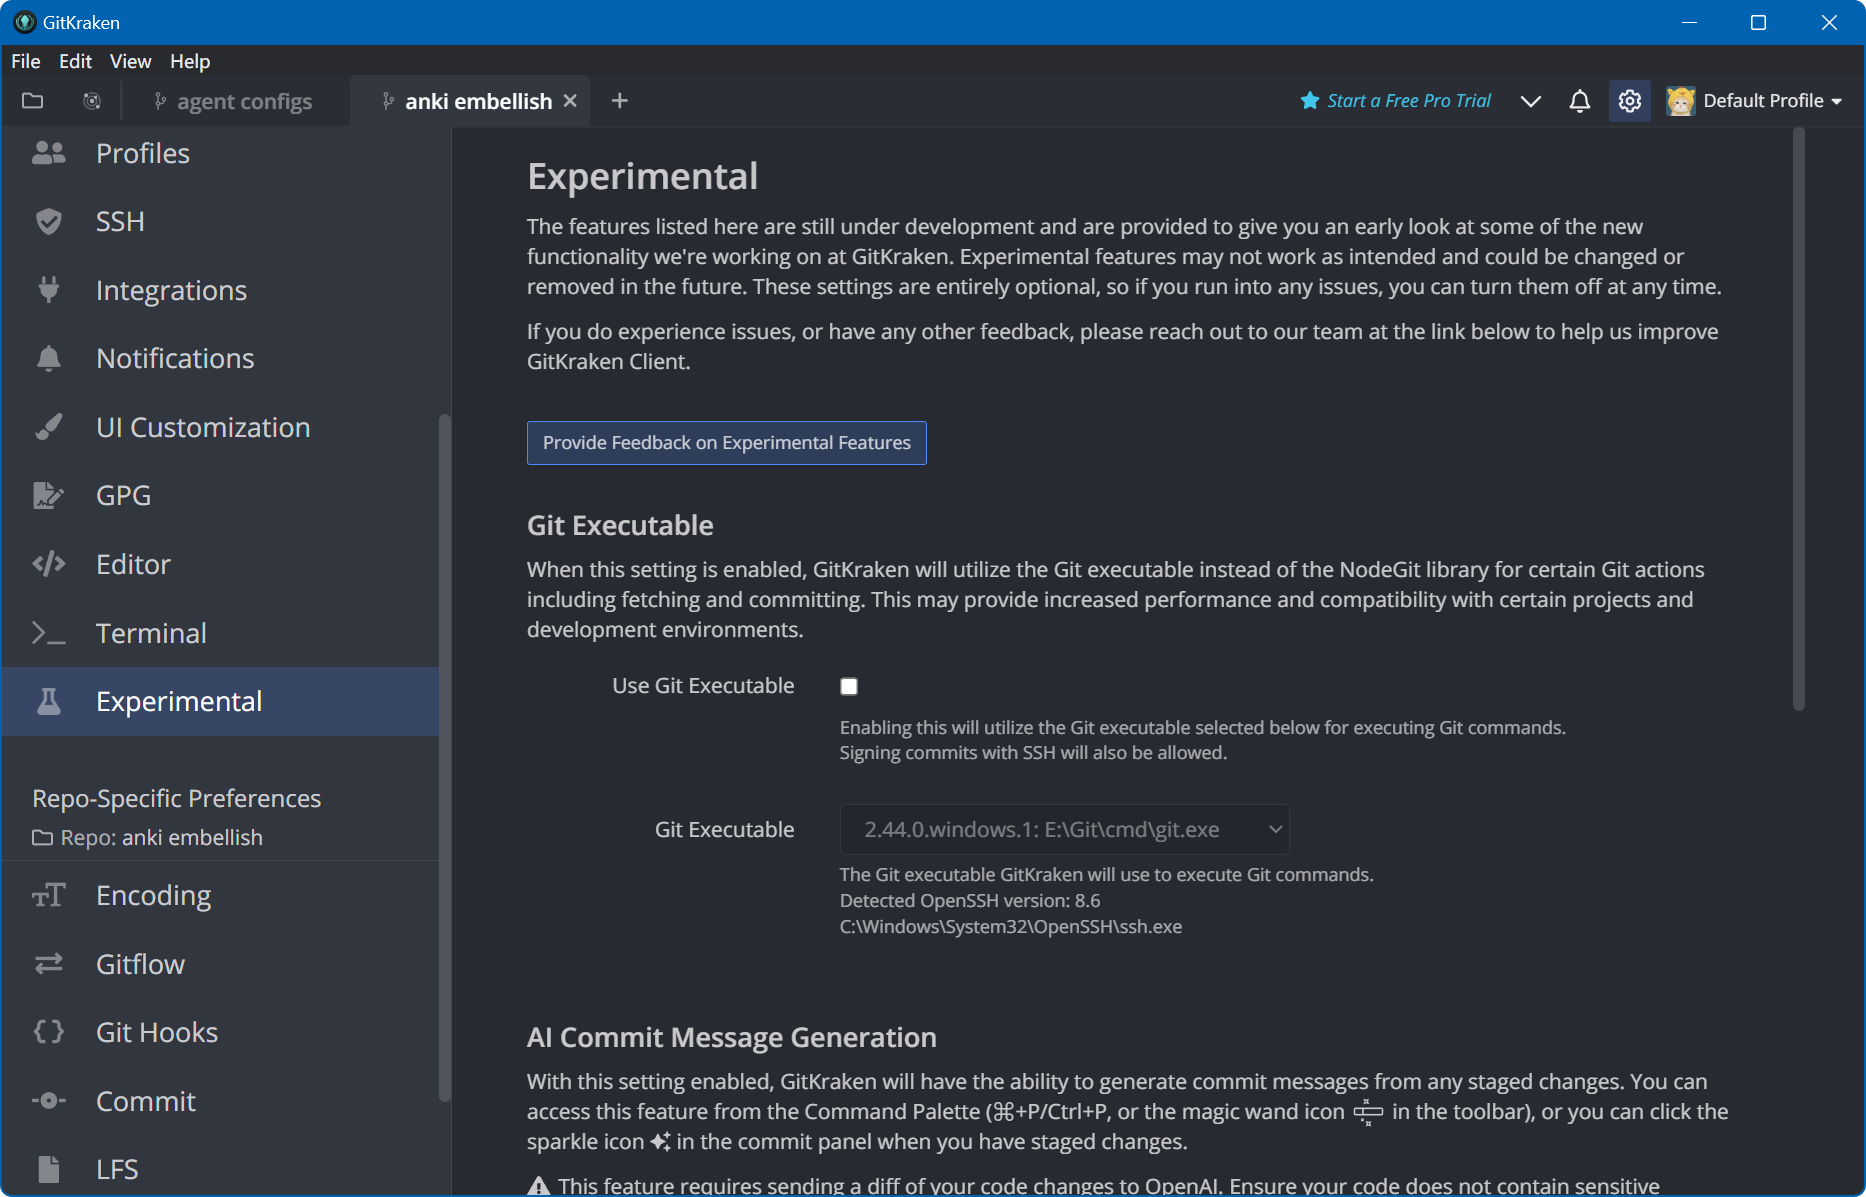 GitKraken
File Edit View Help
agent configs
anki embellish
Start a Free Pro Trial
Default Profile
Profiles
SSH
Integrations
Notifications
UI Customization
GPG
Editor
Terminal
Experimental
Repo-Specific Preferences
Repo: anki embellish
Encoding
Gitflow
Git Hooks
Commit
LFS
Experimental
The features listed here are still under development and are provided to give you an early look at some of the new
functionality we're working on at GitKraken. Experimental features may not work as intended and could be changed or
removed in the future. These settings are entirely optional, so if you run into any issues, you can turn them off at any time.
If you do experience issues, or have any other feedback, please reach out to our team at the link below to help us improve
GitKraken Client.
Provide Feedback on Experimental Features
Git Executable
When this setting is enabled, GitKraken will utilize the Git executable instead of the NodeGit library for certain Git actions
including fetching and committing. This may provide increased performance and compatibility with certain projects and
development environments.
Use Git Executable
Enabling this will utilize the Git executable selected below for executing Git commands.
Signing commits with SSH will also be allowed.
Git Executable
2.44.0.windows.1: E:\Git\cmd\git.exe
The Git executable GitKraken will use to execute Git commands.
Detected OpenSSH version: 8.6
C:\Windows\System32\OpenSSH\ssh.exe
AI Commit Message Generation
With this setting enabled, GitKraken will have the ability to generate commit messages from any staged changes. You can
access this feature from the Command Palette (⌘+P/Ctrl+P, or the magic wand icon in the toolbar), or you can click the
sparkle icon in the commit panel when you have staged changes.
This feature requires sending a diff of your code changes to OpenAI. Ensure your code does not contain sensitive